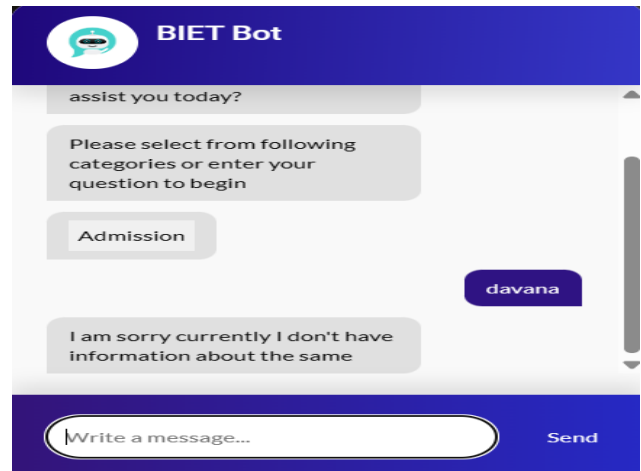 BIET Bot
assist you today?
Please select from following
categories or enter your
question to begin
Admission
davana
I am sorry currently I don't have
information about the same
Write a message...
Send